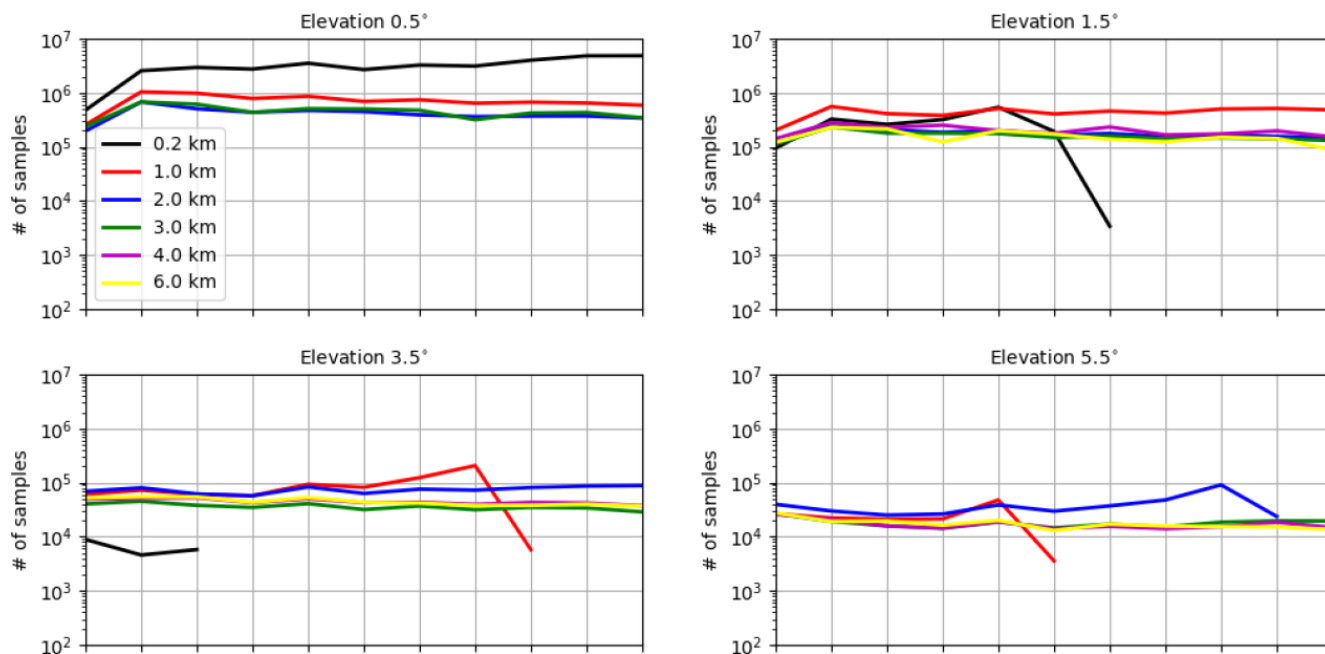 Elevation 0.5°
10⁷
10⁶
10⁵
10⁴
10³
10²
# of samples
0.2 km
1.0 km
2.0 km
3.0 km
4.0 km
6.0 km
Elevation 1.5°
10⁷
10⁶
10⁵
10⁴
10³
10²
# of samples
Elevation 3.5°
10⁷
10⁶
10⁵
10⁴
10³
10²
# of samples
Elevation 5.5°
10⁷
10⁶
10⁵
10⁴
10³
10²
# of samples